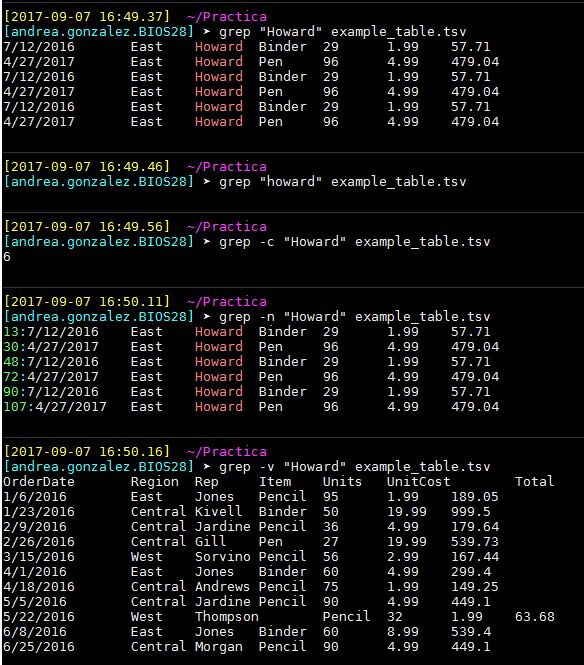 [2017-09-07 16:49.37]  ~/Practica
[andrea.gonzalez.BIOS28] ➤ grep "Howard" example_table.tsv
7/12/2016       East    Howard  Binder  29      1.99    57.71
4/27/2017       East    Howard  Pen     96      4.99    479.04
7/12/2016       East    Howard  Binder  29      1.99    57.71
4/27/2017       East    Howard  Pen     96      4.99    479.04
7/12/2016       East    Howard  Binder  29      1.99    57.71
4/27/2017       East    Howard  Pen     96      4.99    479.04
[2017-09-07 16:49.46]  ~/Practica
[andrea.gonzalez.BIOS28] ➤ grep "howard" example_table.tsv
[2017-09-07 16:49.56]  ~/Practica
[andrea.gonzalez.BIOS28] ➤ grep -c "Howard" example_table.tsv
6
[2017-09-07 16:50.11]  ~/Practica
[andrea.gonzalez.BIOS28] ➤ grep -n "Howard" example_table.tsv
13:7/12/2016    East    Howard  Binder  29      1.99    57.71
30:4/27/2017    East    Howard  Pen     96      4.99    479.04
48:7/12/2016    East    Howard  Binder  29      1.99    57.71
72:4/27/2017    East    Howard  Pen     96      4.99    479.04
90:7/12/2016    East    Howard  Binder  29      1.99    57.71
107:4/27/2017   East    Howard  Pen     96      4.99    479.04
[2017-09-07 16:50.16]  ~/Practica
[andrea.gonzalez.BIOS28] ➤ grep -v "Howard" example_table.tsv
OrderDate       Region  Rep     Item    Units   UnitCost        Total
1/6/2016        East    Jones   Pencil  95      1.99    189.05
1/23/2016       Central Kivell  Binder  50      19.99   999.5
2/9/2016        Central Jardine Pencil  36      4.99    179.64
2/26/2016       Central Gill    Pen     27      19.99   539.73
3/15/2016       West    Sorvino Pencil  56      2.99    167.44
4/1/2016        East    Jones   Binder  60      4.99    299.4
4/18/2016       Central Andrews Pencil  75      1.99    149.25
5/5/2016        Central Jardine Pencil  90      4.99    449.1
5/22/2016       West    Thompson        Pencil  32      1.99    63.68
6/8/2016        East    Jones   Binder  60      8.99    539.4
6/25/2016       Central Morgan  Pencil  90      4.99    449.1